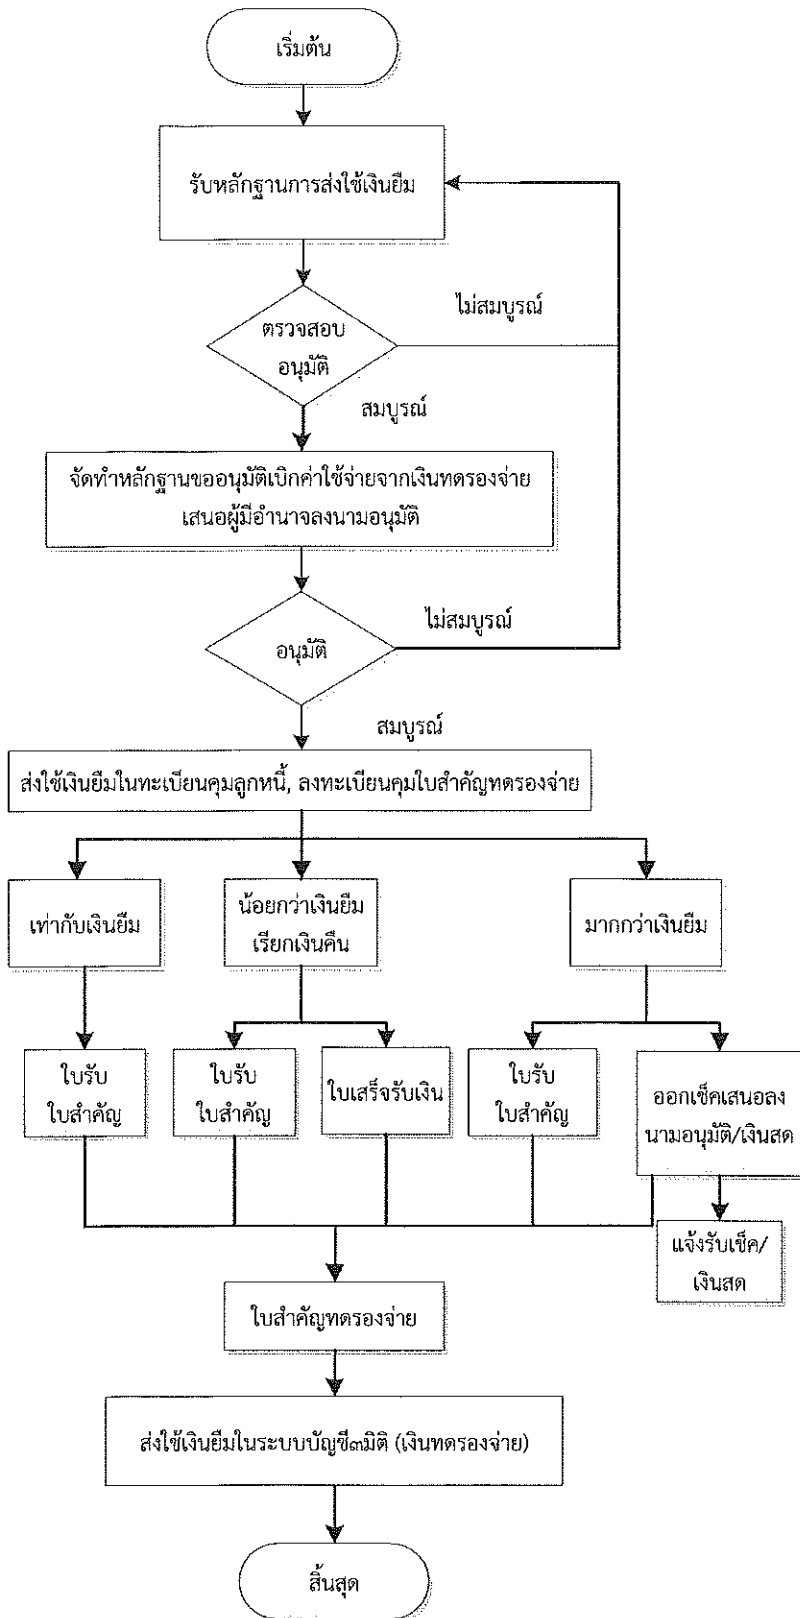 เริ่มต้น
รับหลักฐานการส่งใช้เงินยืม
ไม่สมบูรณ์
ตรวจสอบ
อนุมัติ
สมบูรณ์
จัดทำหลักฐานขออนุมัติเบิกค่าใช้จ่ายจากเงินทดรองจ่าย
เสนอผู้มีอำนาจลงนามอนุมัติ
ไม่สมบูรณ์
อนุมัติ
สมบูรณ์
ส่งใช้เงินยืมในทะเบียนคุมลูกหนี้, ลงทะเบียนคุมใบสำคัญทดรองจ่าย
เท่ากับเงินยืม
น้อยกว่าเงินยืม
เรียกเงินคืน
มากกว่าเงินยืม
ใบรับ
ใบสำคัญ
ใบรับ
ใบสำคัญ
ใบเสร็จรับเงิน
ใบรับ
ใบสำคัญ
ออกเช็คเสนอลง
นามอนุมัติ/เงินสด
แจ้งรับเช็ค/
เงินสด
ใบสำคัญทดรองจ่าย
ส่งใช้เงินยืมในระบบบัญชี๓มิติ (เงินทดรองจ่าย)
สิ้นสุด